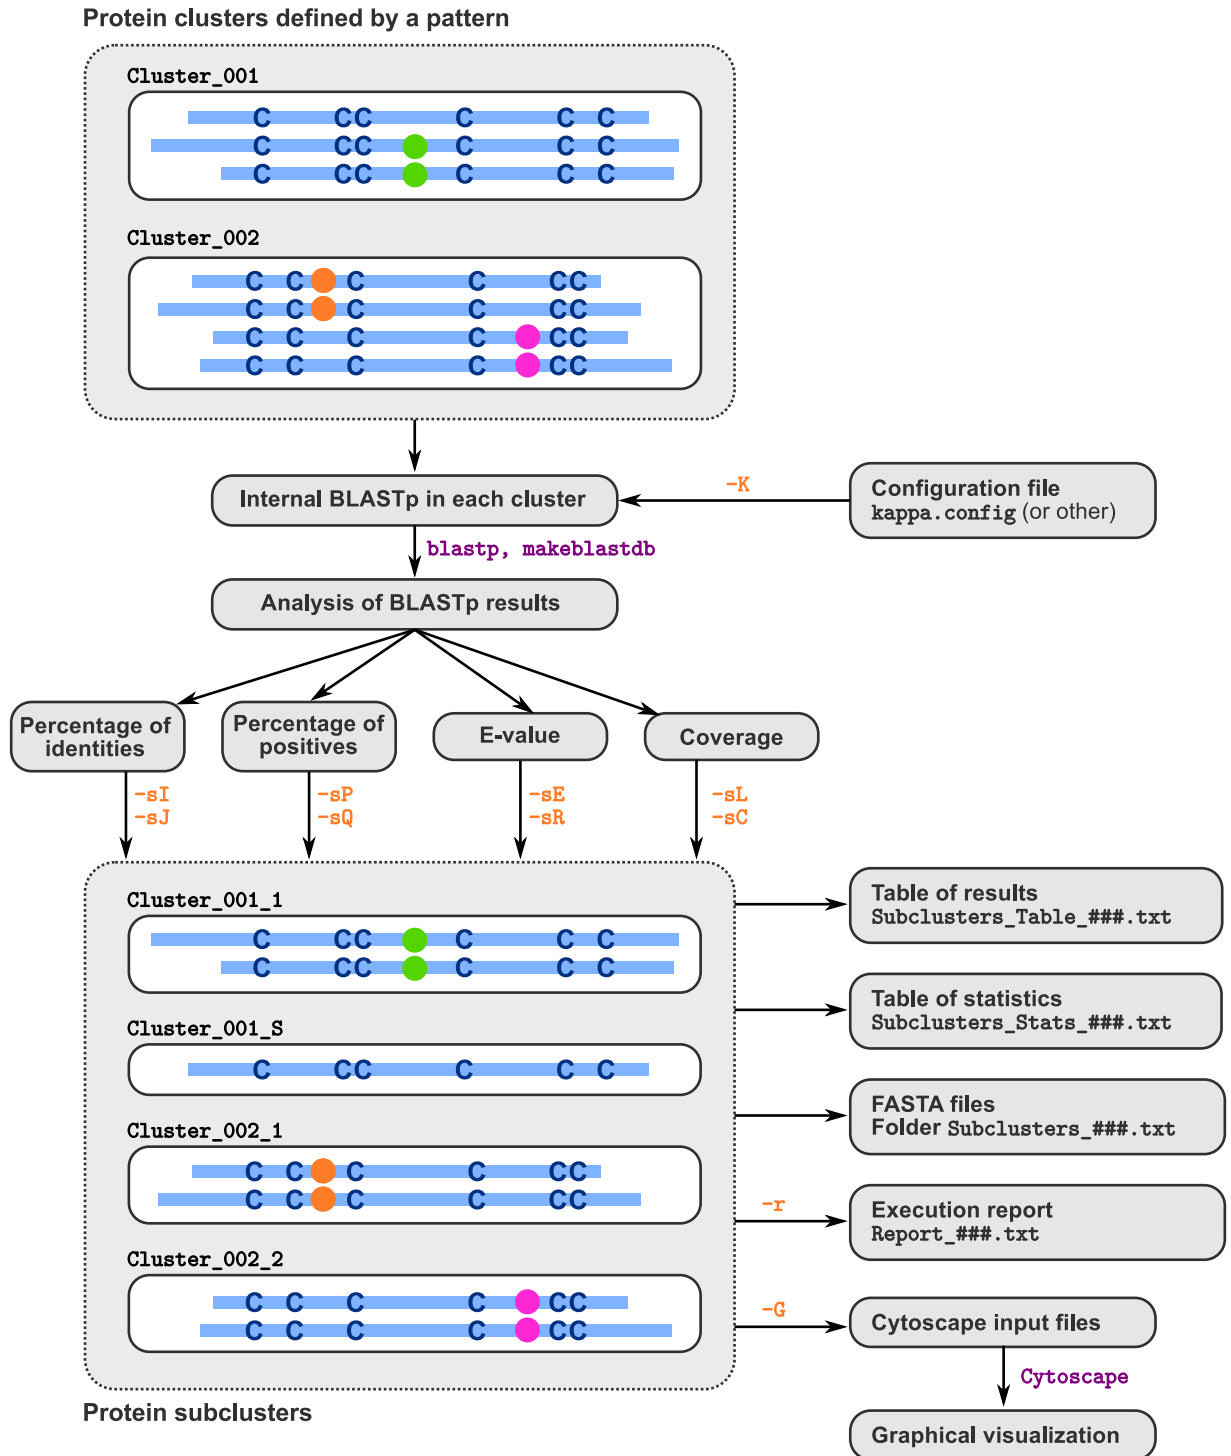 Protein clusters defined by a pattern
Cluster_001
C CC C C C
C CC C C C
C CC C C C
Cluster_002
C C C C CC
C C C C CC
C C C C CC
C C C C CC
Internal BLASTp in each cluster
-K
Configuration file
kappa.config (or other)
blastp, makeblastdb
Analysis of BLASTp results
Percentage of
identities
Percentage of
positives
E-value
Coverage
-sI
-sJ
-sP
-sQ
-sE
-sR
-sL
-sC
Cluster_001_1
C CC C C C
C CC C C C
Cluster_001_S
C CC C C C
Cluster_002_1
C C C C CC
C C C C CC
Cluster_002_2
C C C C CC
C C C C CC
Protein subclusters
Table of results
Subclusters_Table_###.txt
Table of statistics
Subclusters_Stats_###.txt
FASTA files
Folder Subclusters_###.txt
-r
Execution report
Report_###.txt
-G
Cytoscape input files
Cytoscape
Graphical visualization